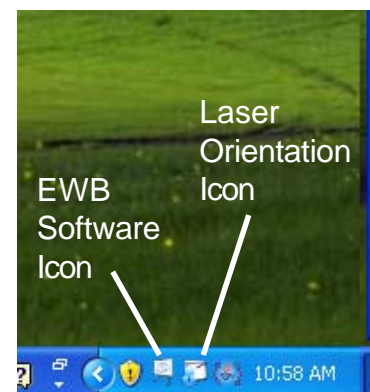 Laser
Orientation
Icon
EWB
Software
Icon
?
10:58 AM